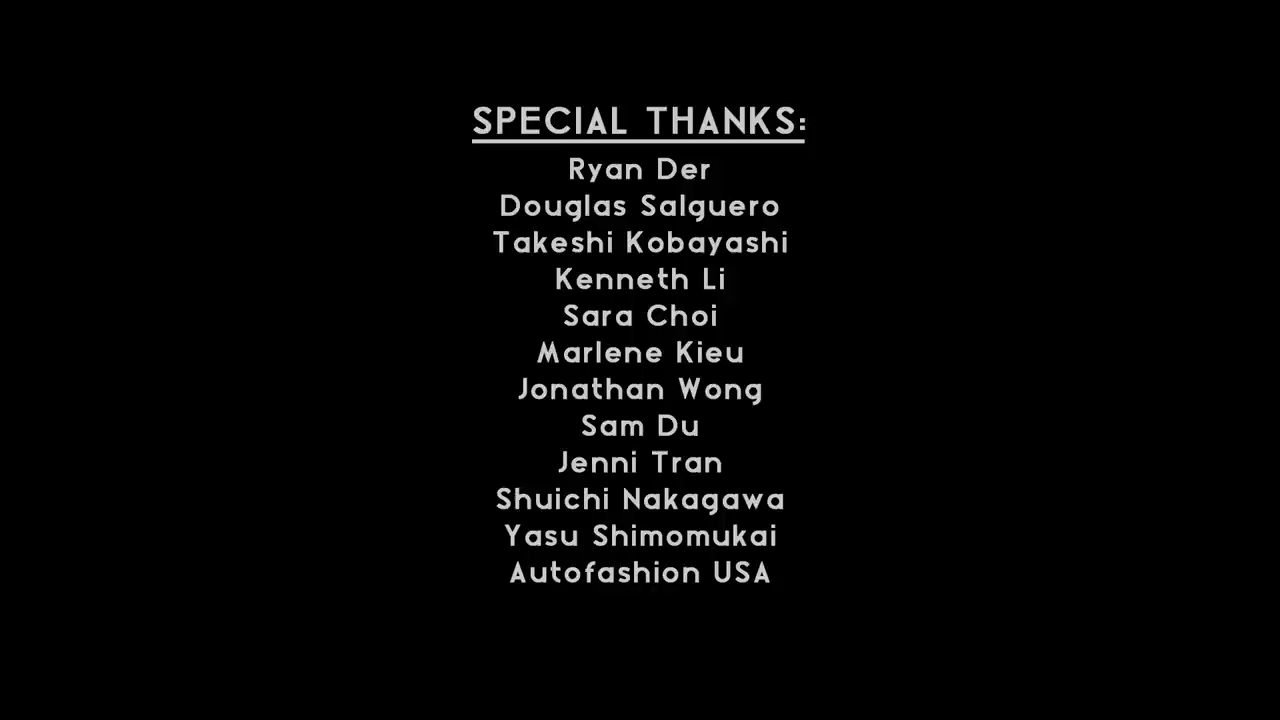 SPECIAL THANKS:
Ryan Der
Douglas Salguero
Takeshi Kobayashi
Kenneth Li
Sara Choi
Marlene Kieu
Jonathan Wong
Sam Du
Jenni Tran
Shuichi Nakagawa
Yasu Shimomukai
Autofashion USA